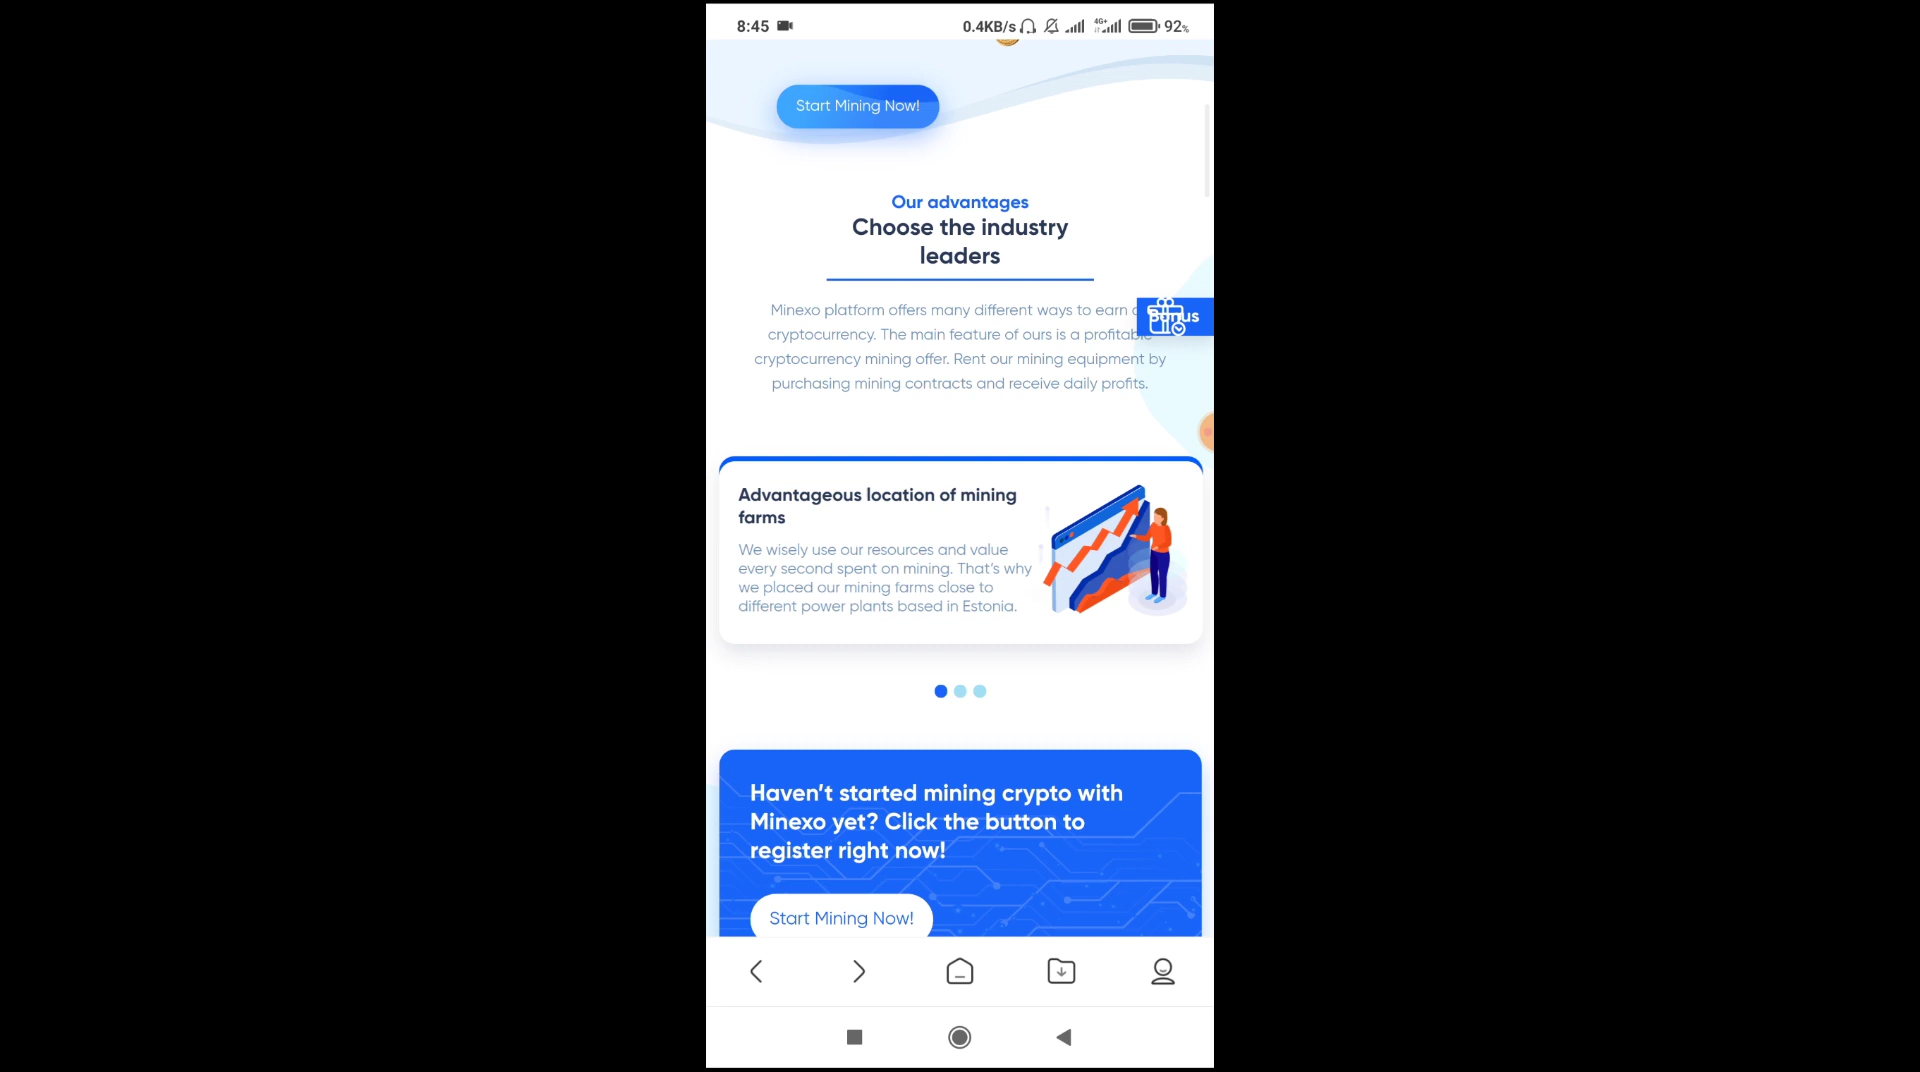 8:45 0.4KB/s 4G+ 92%
Start Mining Now!
Our advantages
Choose the industry
leaders
Minexo platform offers many different ways to earn
Bonus
cryptocurrency. The main feature of ours is a profitable
cryptocurrency mining offer. Rent our mining equipment by
purchasing mining contracts and receive daily profits.
Advantageous location of mining
farms
We wisely use our resources and value
every second spent on mining. That's why
we placed our mining farms close to
different power plants based in Estonia.
Haven't started mining crypto with
Minexo yet? Click the button to
register right now!
Start Mining Now!